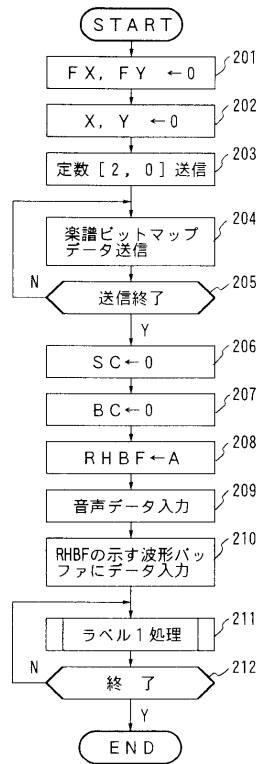 START
FX, FY ←0
201
X, Y ←0
202
定数[2, 0]送信
203
楽譜ビットマップ
データ送信
204
N
送信終了
205
Y
SC←0
206
BC←0
207
RHBF←A
208
音声データ入力
209
RHBFの示す波形バッ
ファにデータ入力
210
ラベル1処理
211
N
終 了
212
Y
END